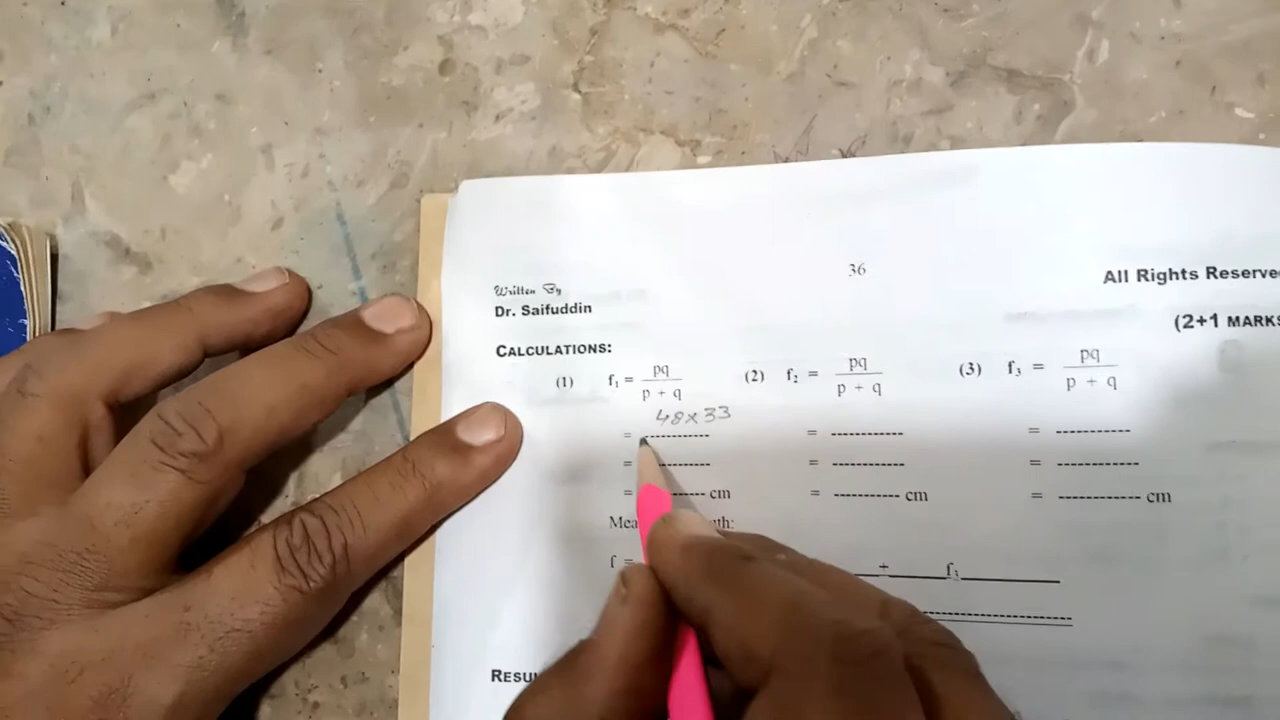 36
Written By
All Rights Reserve
Dr. Saifuddin
(2+1 MARKS
CALCULATIONS:
(1) f₁ = pq / p + q (2) f₂ = pq / p + q (3) f₃ = pq / p + q
48×33
= ---------- = ---------- = ----------
= ---------- = ---------- = ----------
= ---------- cm = ---------- cm = ---------- cm
f = + f₃